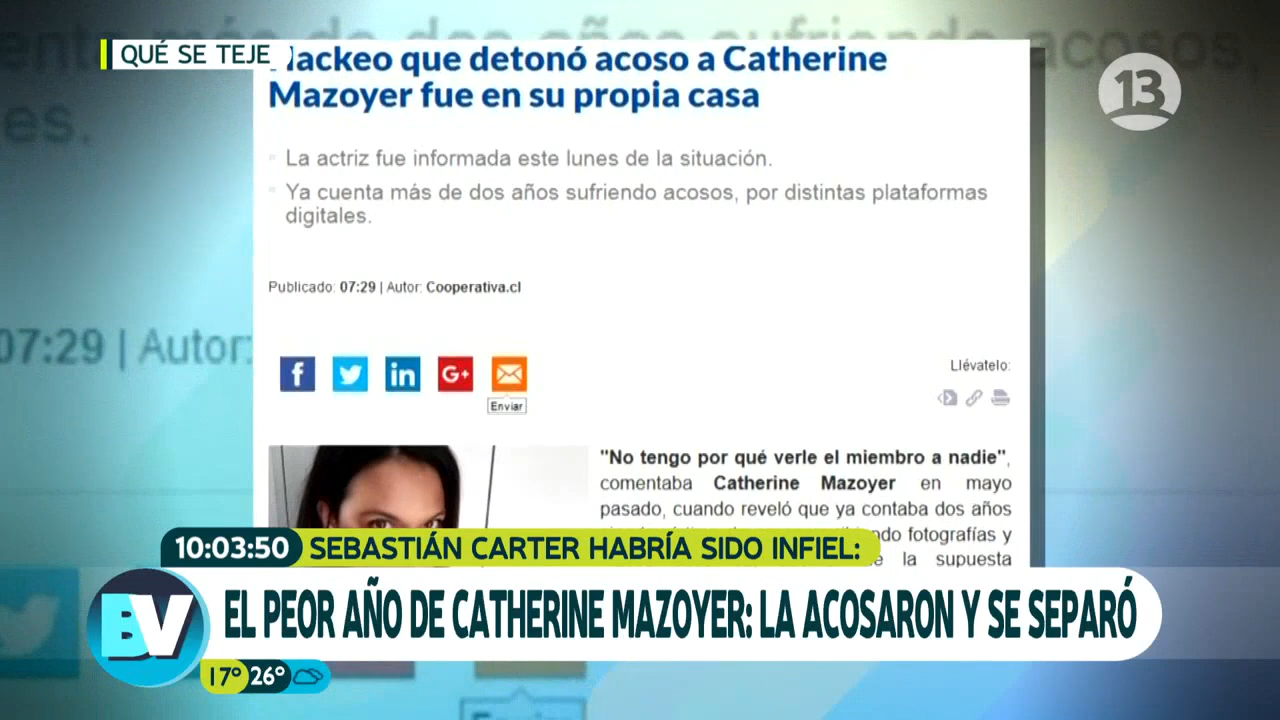 QUÉ SE TEJE
13
Hackeo que detonó acoso a Catherine
Mazoyer fue en su propia casa
La actriz fue informada este lunes de la situación.
Ya cuenta más de dos años sufriendo acosos, por distintas plataformas
digitales.
Publicado: 07:29 | Autor: Cooperativa.cl
Llévatelo:
Enviar
"No tengo por qué verle el miembro a nadie",
comentaba Catherine Mazoyer en mayo
pasado, cuando reveló que ya contaba dos años
fotografías y
la supuesta
10:03:50 SEBASTIÁN CARTER HABRÍA SIDO INFIEL:
BV EL PEOR AÑO DE CATHERINE MAZOYER: LA ACOSARON Y SE SEPARÓ
17° 26°
07:29 | Autor: